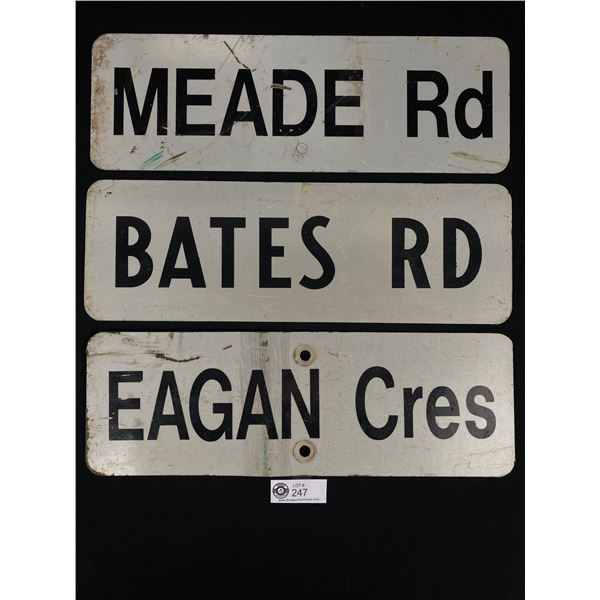 MEADE Rd
BATES RD
EAGAN Cres
LOT #
247